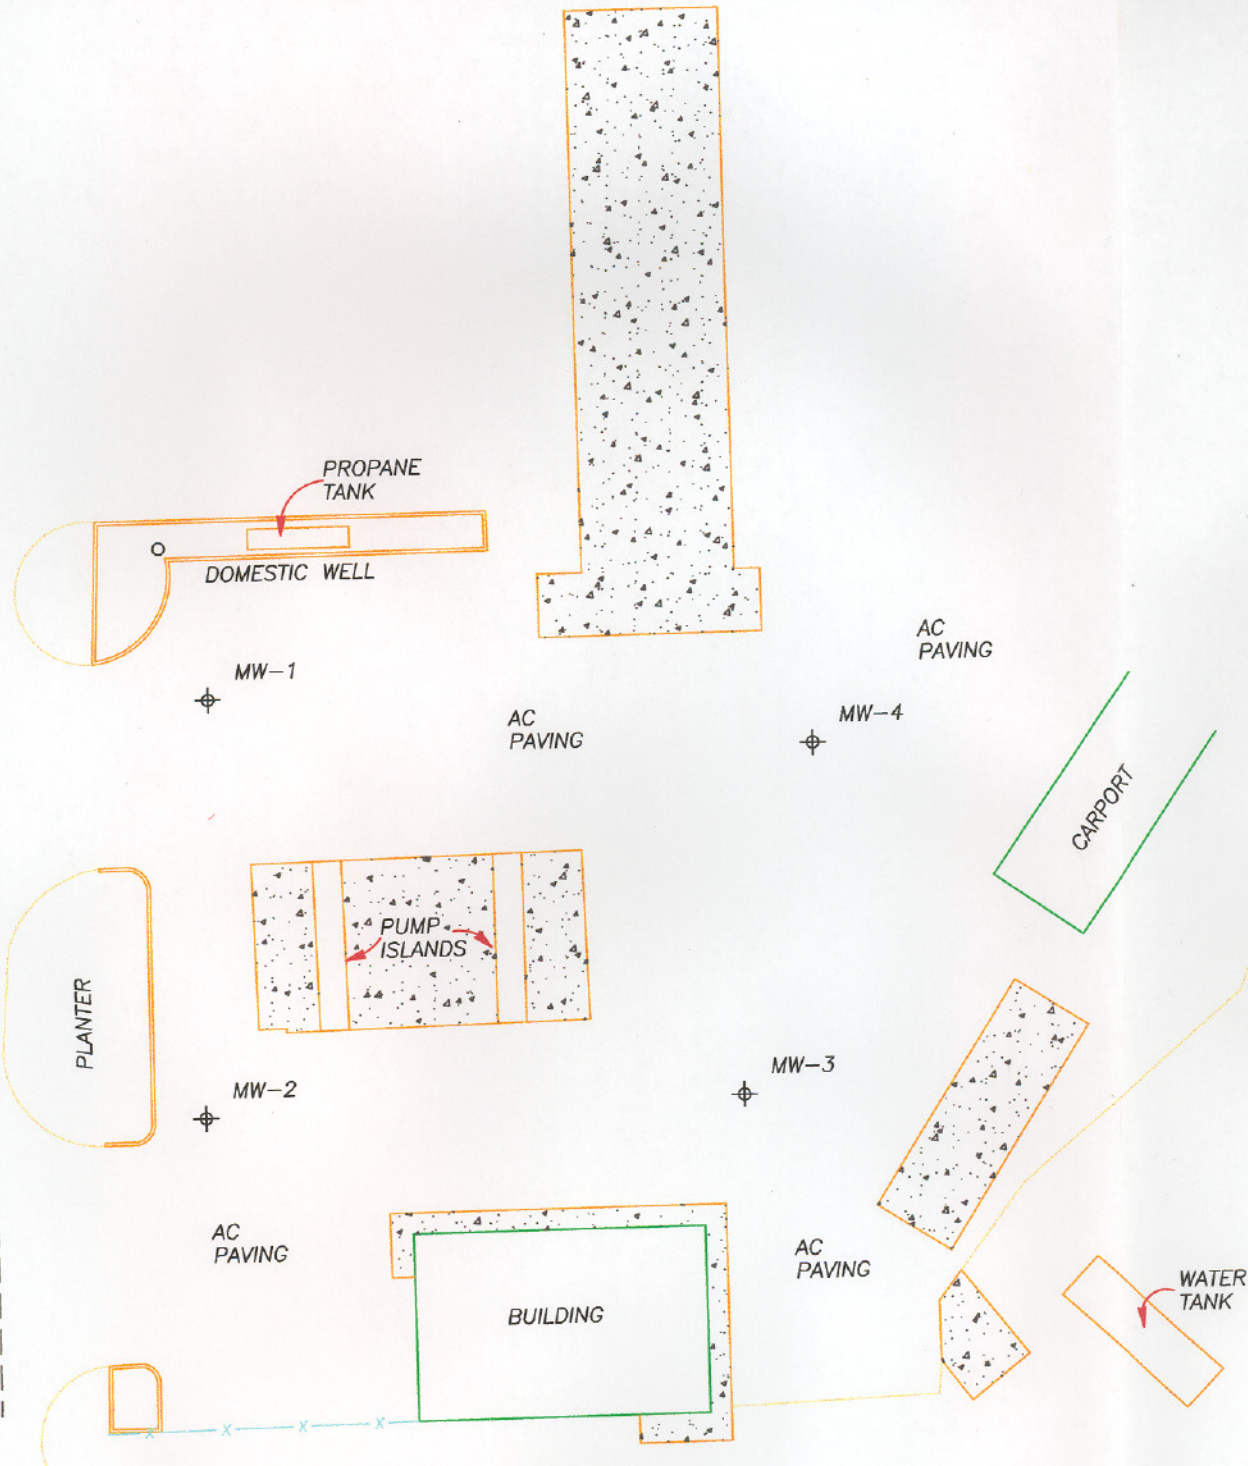 PROPANE
TANK
DOMESTIC WELL
AC
PAVING
MW-1
AC
PAVING
MW-4
CARPORT
PUMP
ISLANDS
PLANTER
MW-3
MW-2
AC
PAVING
AC
PAVING
WATER
TANK
BUILDING